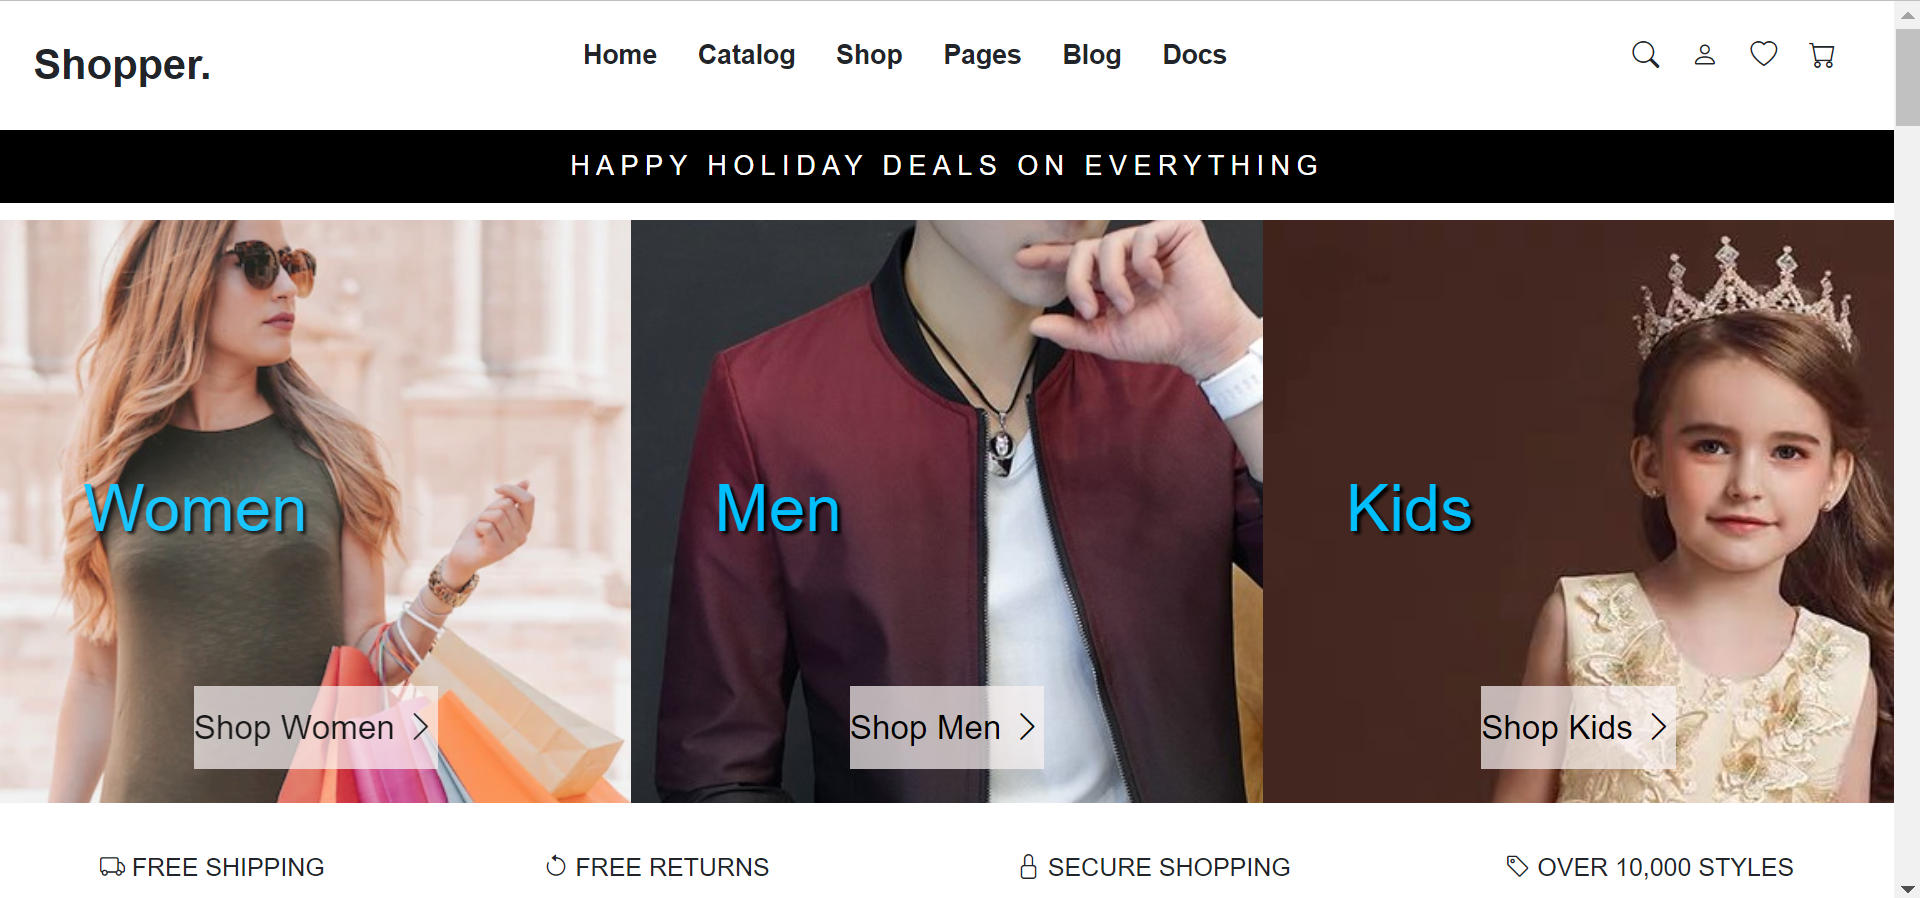 Shopper.
Home Catalog Shop Pages Blog Docs
HAPPY HOLIDAY DEALS ON EVERYTHING
Women
Men
Kids
Shop Women
Shop Men
Shop Kids
FREE SHIPPING
FREE RETURNS
SECURE SHOPPING
OVER 10,000 STYLES